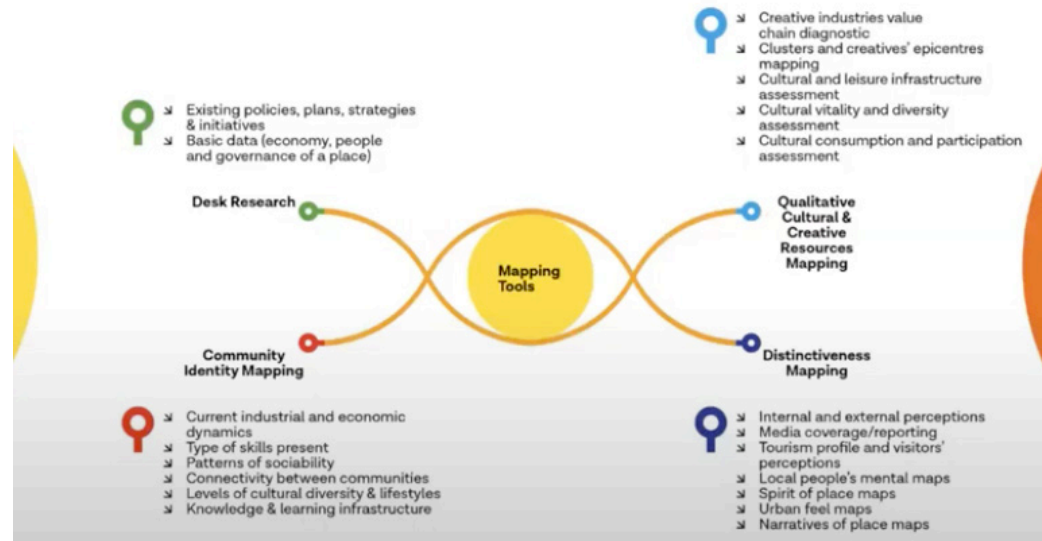 Existing policies, plans, strategies
& initiatives
Basic data (economy, people
and governance of a place)
Desk Research
Creative industries value
chain diagnostic
Clusters and creatives' epicentres
mapping
Cultural and leisure infrastructure
assessment
Cultural vitality and diversity
assessment
Cultural consumption and participation
assessment
Qualitative
Cultural &
Creative
Resources
Mapping
Mapping
Tools
Community
Identity Mapping
Current industrial and economic
dynamics
Type of skills present
Patterns of sociability
Connectivity between communities
Levels of cultural diversity & lifestyles
Knowledge & learning infrastructure
Distinctiveness
Mapping
Internal and external perceptions
Media coverage/reporting
Tourism profile and visitors'
perceptions
Local people's mental maps
Spirit of place maps
Urban feel maps
Narratives of place maps